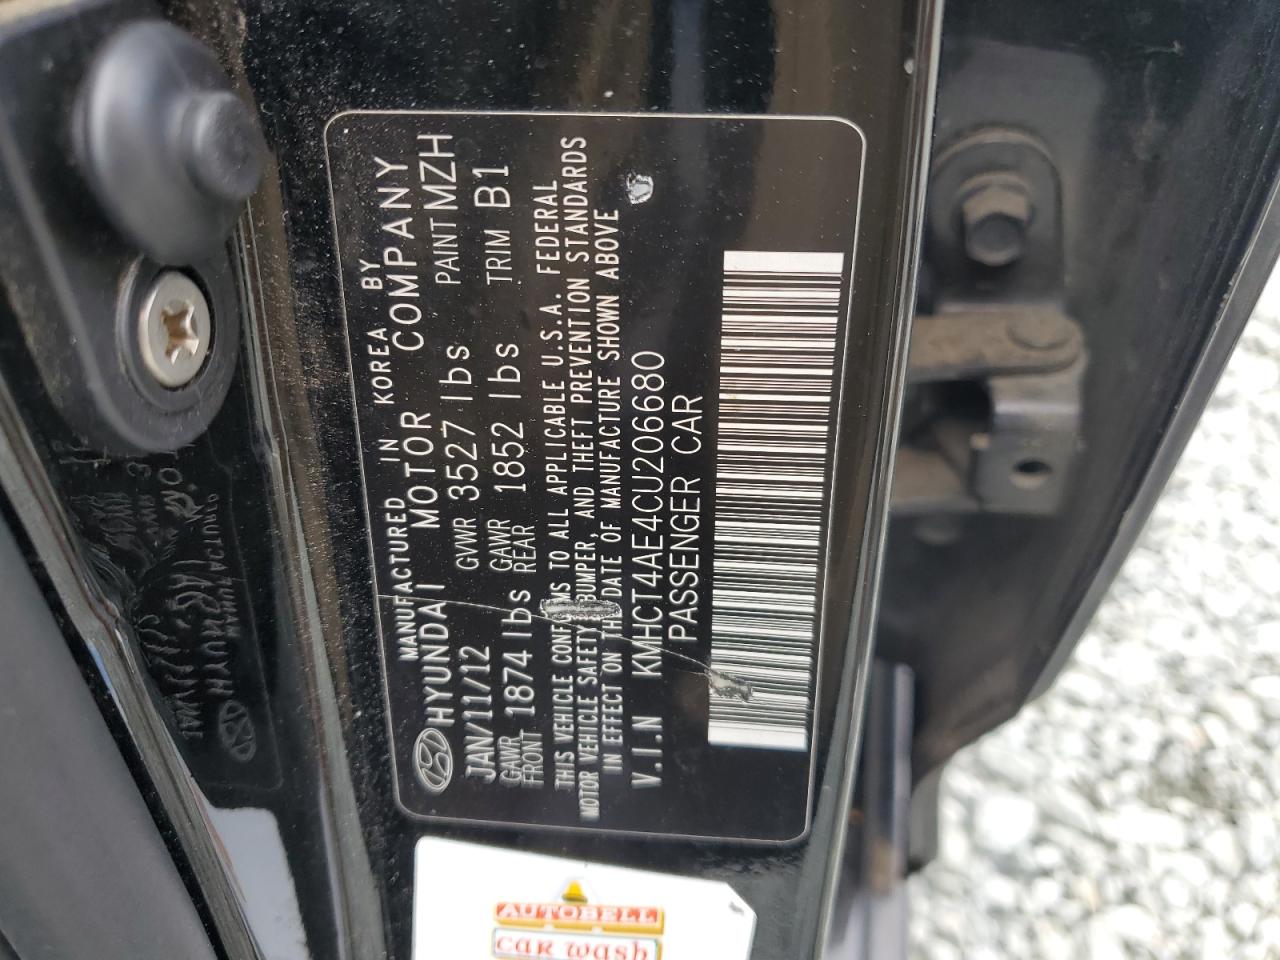 MANUFACTURED IN KOREA BY
HYUNDAI MOTOR COMPANY
JAN/11/12 GVWR 3527 lbs PAINT MZH
GAWR FRONT 1874 lbs GAWR REAR 1852 lbs TRIM B1
THIS VEHICLE CONF MS TO ALL APPLICABLE U.S.A. FEDERAL
MOTOR VEHICLE SAFETY, BUMPER, AND THEFT PREVENTION STANDARDS
IN EFFECT ON THE DATE OF MANUFACTURE SHOWN ABOVE
V.I.N KMHCT4AE4CU206680
PASSENGER CAR
AUTOBELL
car wash